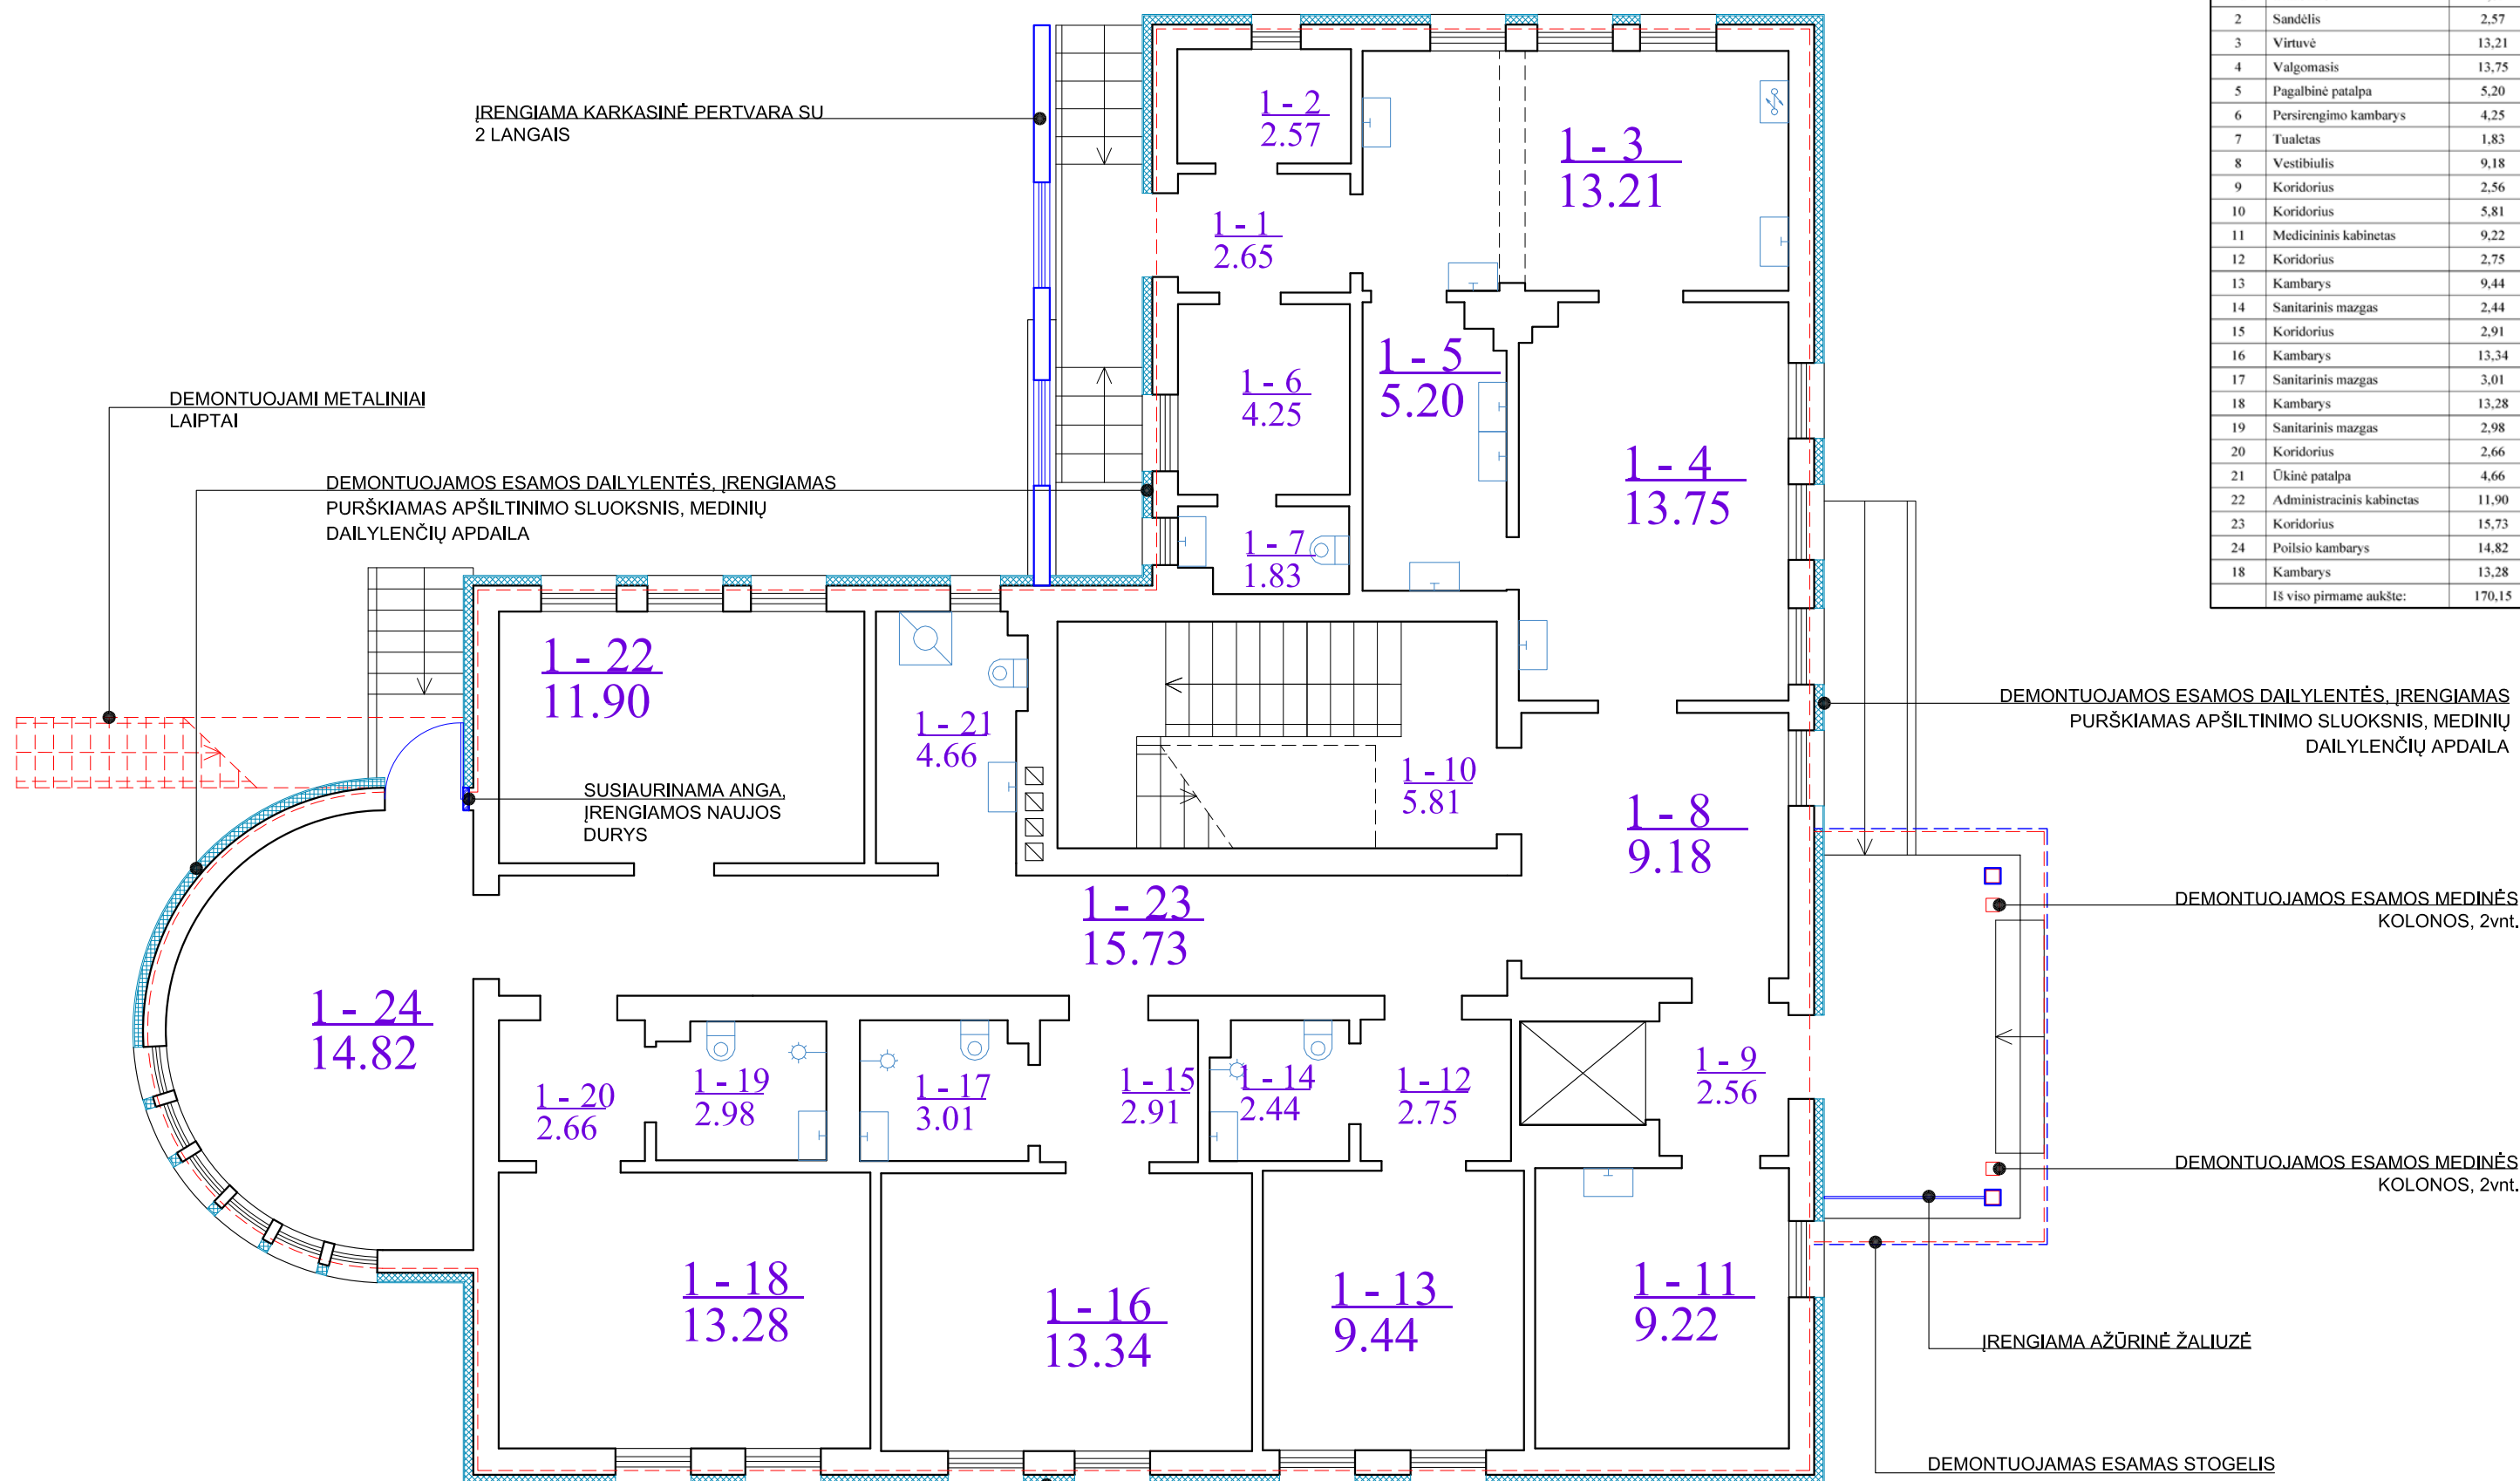 2 Sandėlis 2,57
3 Virtuvė 13,21
4 Valgomasis 13,75
5 Pagalbinė patalpa 5,20
6 Persirengimo kambarys 4,25
7 Tualetas 1,83
8 Vestibiulis 9,18
9 Koridorius 2,56
10 Koridorius 5,81
11 Medicininis kabinetas 9,22
12 Koridorius 2,75
13 Kambarys 9,44
14 Sanitarinis mazgas 2,44
15 Koridorius 2,91
16 Kambarys 13,34
17 Sanitarinis mazgas 3,01
18 Kambarys 13,28
19 Sanitarinis mazgas 2,98
20 Koridorius 2,66
21 Ūkinė patalpa 4,66
22 Administracinis kabinetas 11,90
23 Koridorius 15,73
24 Poilsio kambarys 14,82
18 Kambarys 13,28
Iš viso pirmame aukšte: 170,15
ĮRENGIAMA KARKASINĖ PERTVARA SU
2 LANGAIS
1 - 2
2.57
1 - 3
13.21
1 - 1
2.65
1 - 6
4.25
1 - 5
5.20
1 - 4
13.75
1 - 7
1.83
DEMONTUOJAMI METALINIAI
LAIPTAI
DEMONTUOJAMOS ESAMOS DAILYLENTĖS, ĮRENGIAMAS
PURŠKIAMAS APŠILTINIMO SLUOKSNIS, MEDINIŲ
DAILYLENČIŲ APDAILA
1 - 22
11.90
1 - 21
4.66
1 - 10
5.81
1 - 8
9.18
DEMONTUOJAMOS ESAMOS DAILYLENTĖS, ĮRENGIAMAS
PURŠKIAMAS APŠILTINIMO SLUOKSNIS, MEDINIŲ
DAILYLENČIŲ APDAILA
SUSIAURINAMA ANGA,
ĮRENGIAMOS NAUJOS
DURYS
1 - 23
15.73
DEMONTUOJAMOS ESAMOS MEDINĖS
KOLONOS, 2vnt.
1 - 24
14.82
1 - 20
2.66
1 - 19
2.98
1 - 17
3.01
1 - 15
2.91
1 - 14
2.44
1 - 12
2.75
1 - 9
2.56
DEMONTUOJAMOS ESAMOS MEDINĖS
KOLONOS, 2vnt.
1 - 18
13.28
1 - 16
13.34
1 - 13
9.44
1 - 11
9.22
ĮRENGIAMA AŽŪRINĖ ŽALIUZĖ
DEMONTUOJAMAS ESAMAS STOGELIS